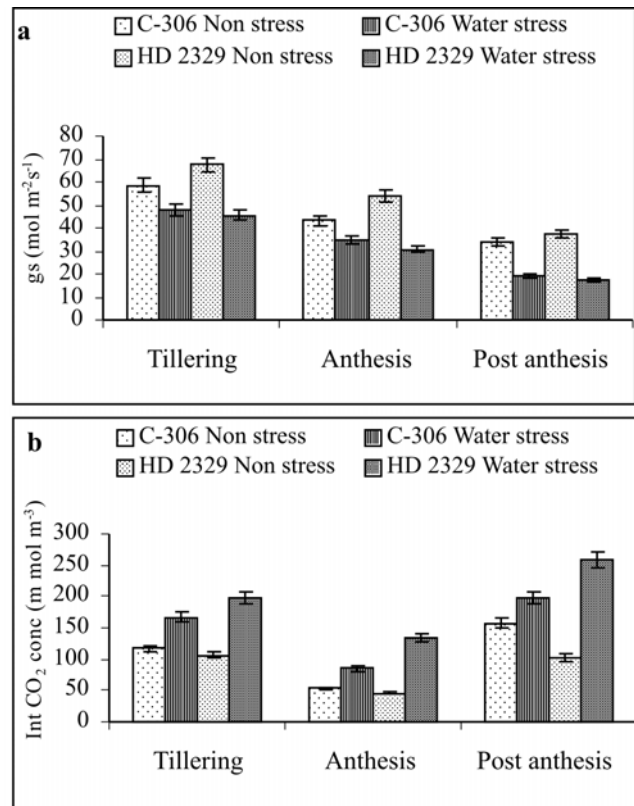 a
C-306 Non stress C-306 Water stress
HD 2329 Non stress HD 2329 Water stress
gs (mol m⁻²s⁻¹)
80
70
60
50
40
30
20
10
0
Tillering Anthesis Post anthesis
b
C-306 Non stress C-306 Water stress
HD 2329 Non stress HD 2329 Water stress
Int CO₂ conc (m mol m⁻³)
300
250
200
150
100
50
0
Tillering Anthesis Post anthesis